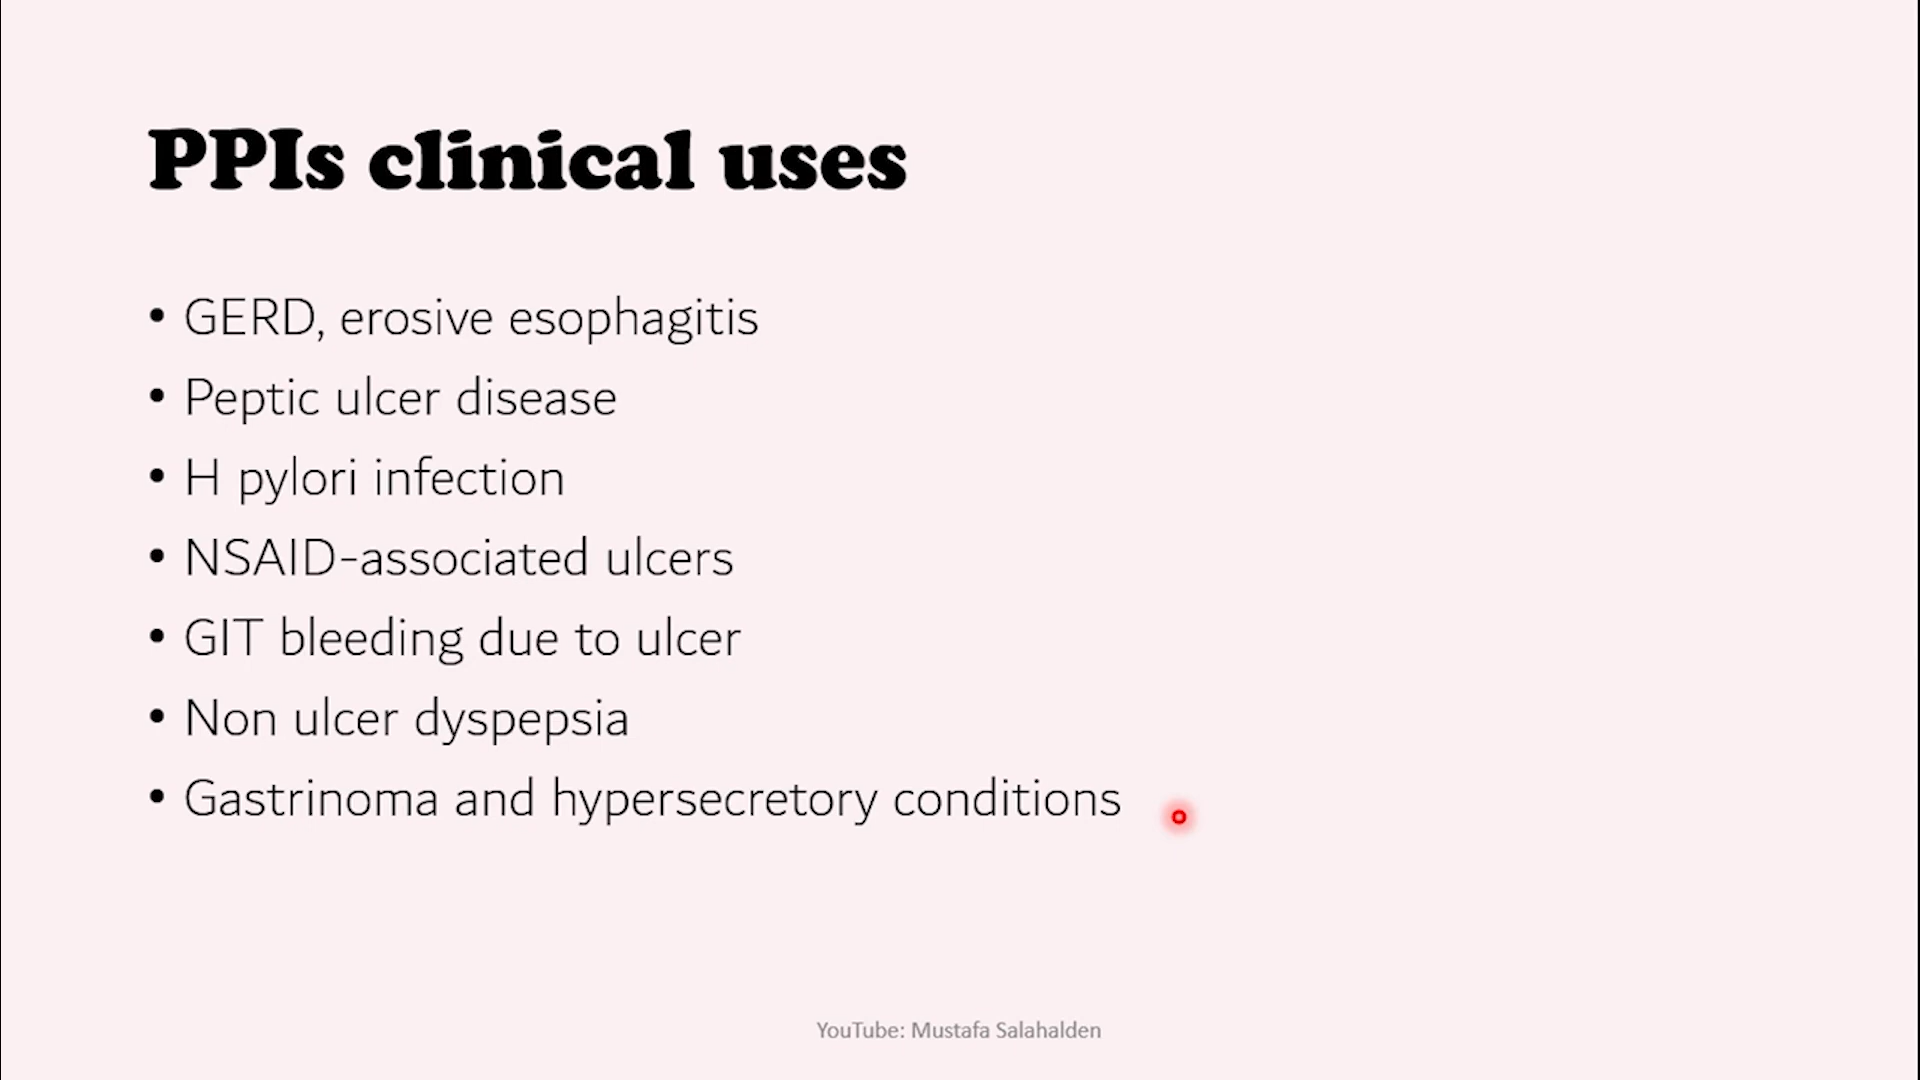 PPIs clinical uses
• GERD, erosive esophagitis
• Peptic ulcer disease
• H pylori infection
• NSAID-associated ulcers
• GIT bleeding due to ulcer
• Non ulcer dyspepsia
• Gastrinoma and hypersecretory conditions
YouTube: Mustafa Salahalden